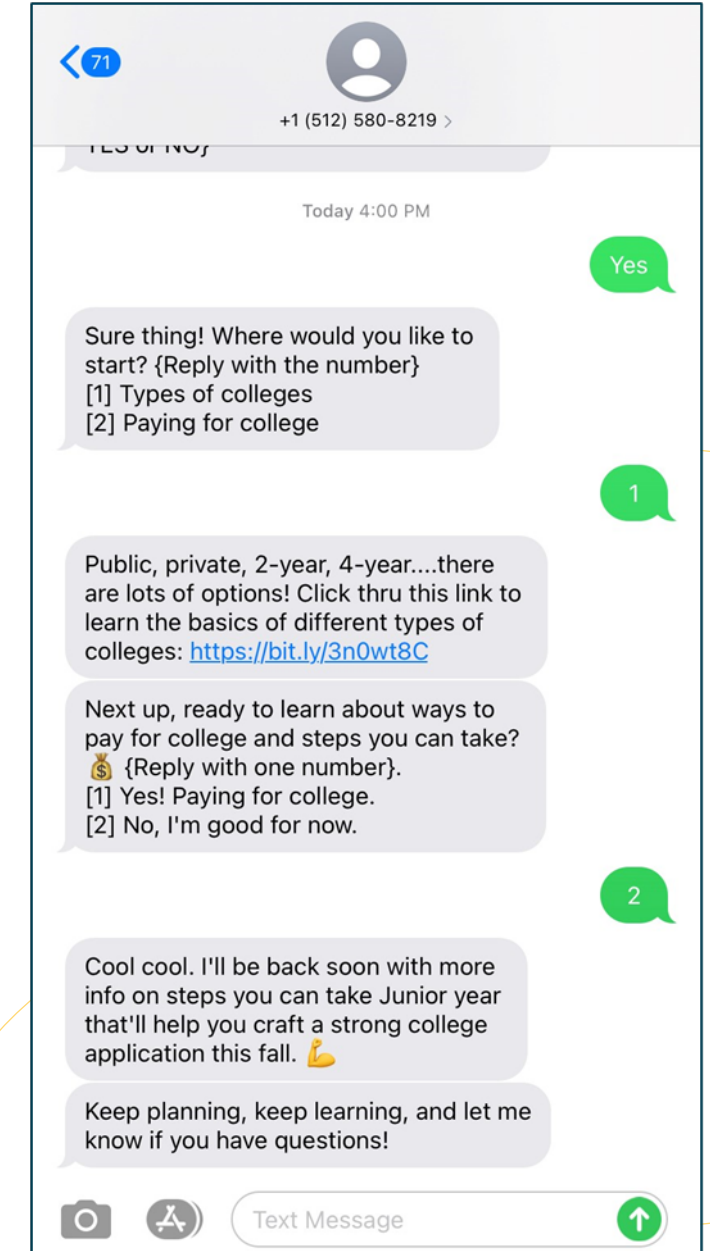 71
+1 (512) 580-8219 >
YES or NO}
Today 4:00 PM
Yes
Sure thing! Where would you like to
start? {Reply with the number}
[1] Types of colleges
[2] Paying for college
1
Public, private, 2-year, 4-year....there
are lots of options! Click thru this link to
learn the basics of different types of
colleges: https://bit.ly/3n0wt8C
Next up, ready to learn about ways to
pay for college and steps you can take?
💰 {Reply with one number}.
[1] Yes! Paying for college.
[2] No, I'm good for now.
2
Cool cool. I'll be back soon with more
info on steps you can take Junior year
that'll help you craft a strong college
application this fall. 💪
Keep planning, keep learning, and let me
know if you have questions!
Text Message